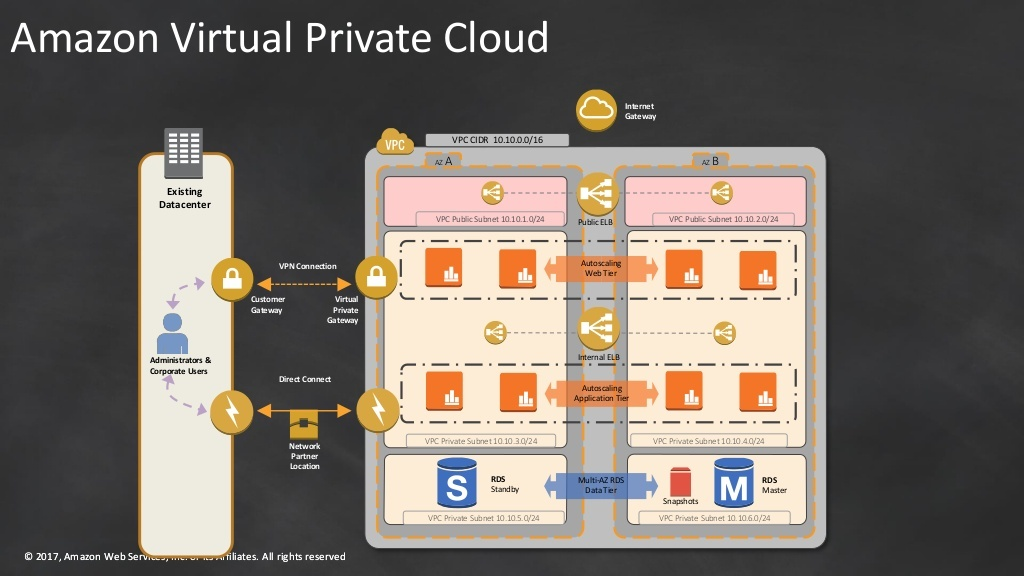 Amazon Virtual Private Cloud
Internet
Gateway
VPC
VPC CIDR 10.10.0.0/16
AZ A
AZ B
Existing
Datacenter
Public ELB
VPC Public Subnet 10.10.1.0/24
VPC Public Subnet 10.10.2.0/24
VPN Connection
Autoscaling
Web Tier
Customer
Gateway
Virtual
Private
Gateway
Internal ELB
Administrators &
Corporate Users
Direct Connect
Autoscaling
Application Tier
Network
Partner
Location
VPC Private Subnet 10.10.3.0/24
VPC Private Subnet 10.10.4.0/24
S
RDS
Standby
Multi-AZ RDS
Data Tier
Snapshots
M
RDS
Master
VPC Private Subnet 10.10.5.0/24
VPC Private Subnet 10.10.6.0/24
© 2017, Amazon Web Services, Inc. or its Affiliates. All rights reserved